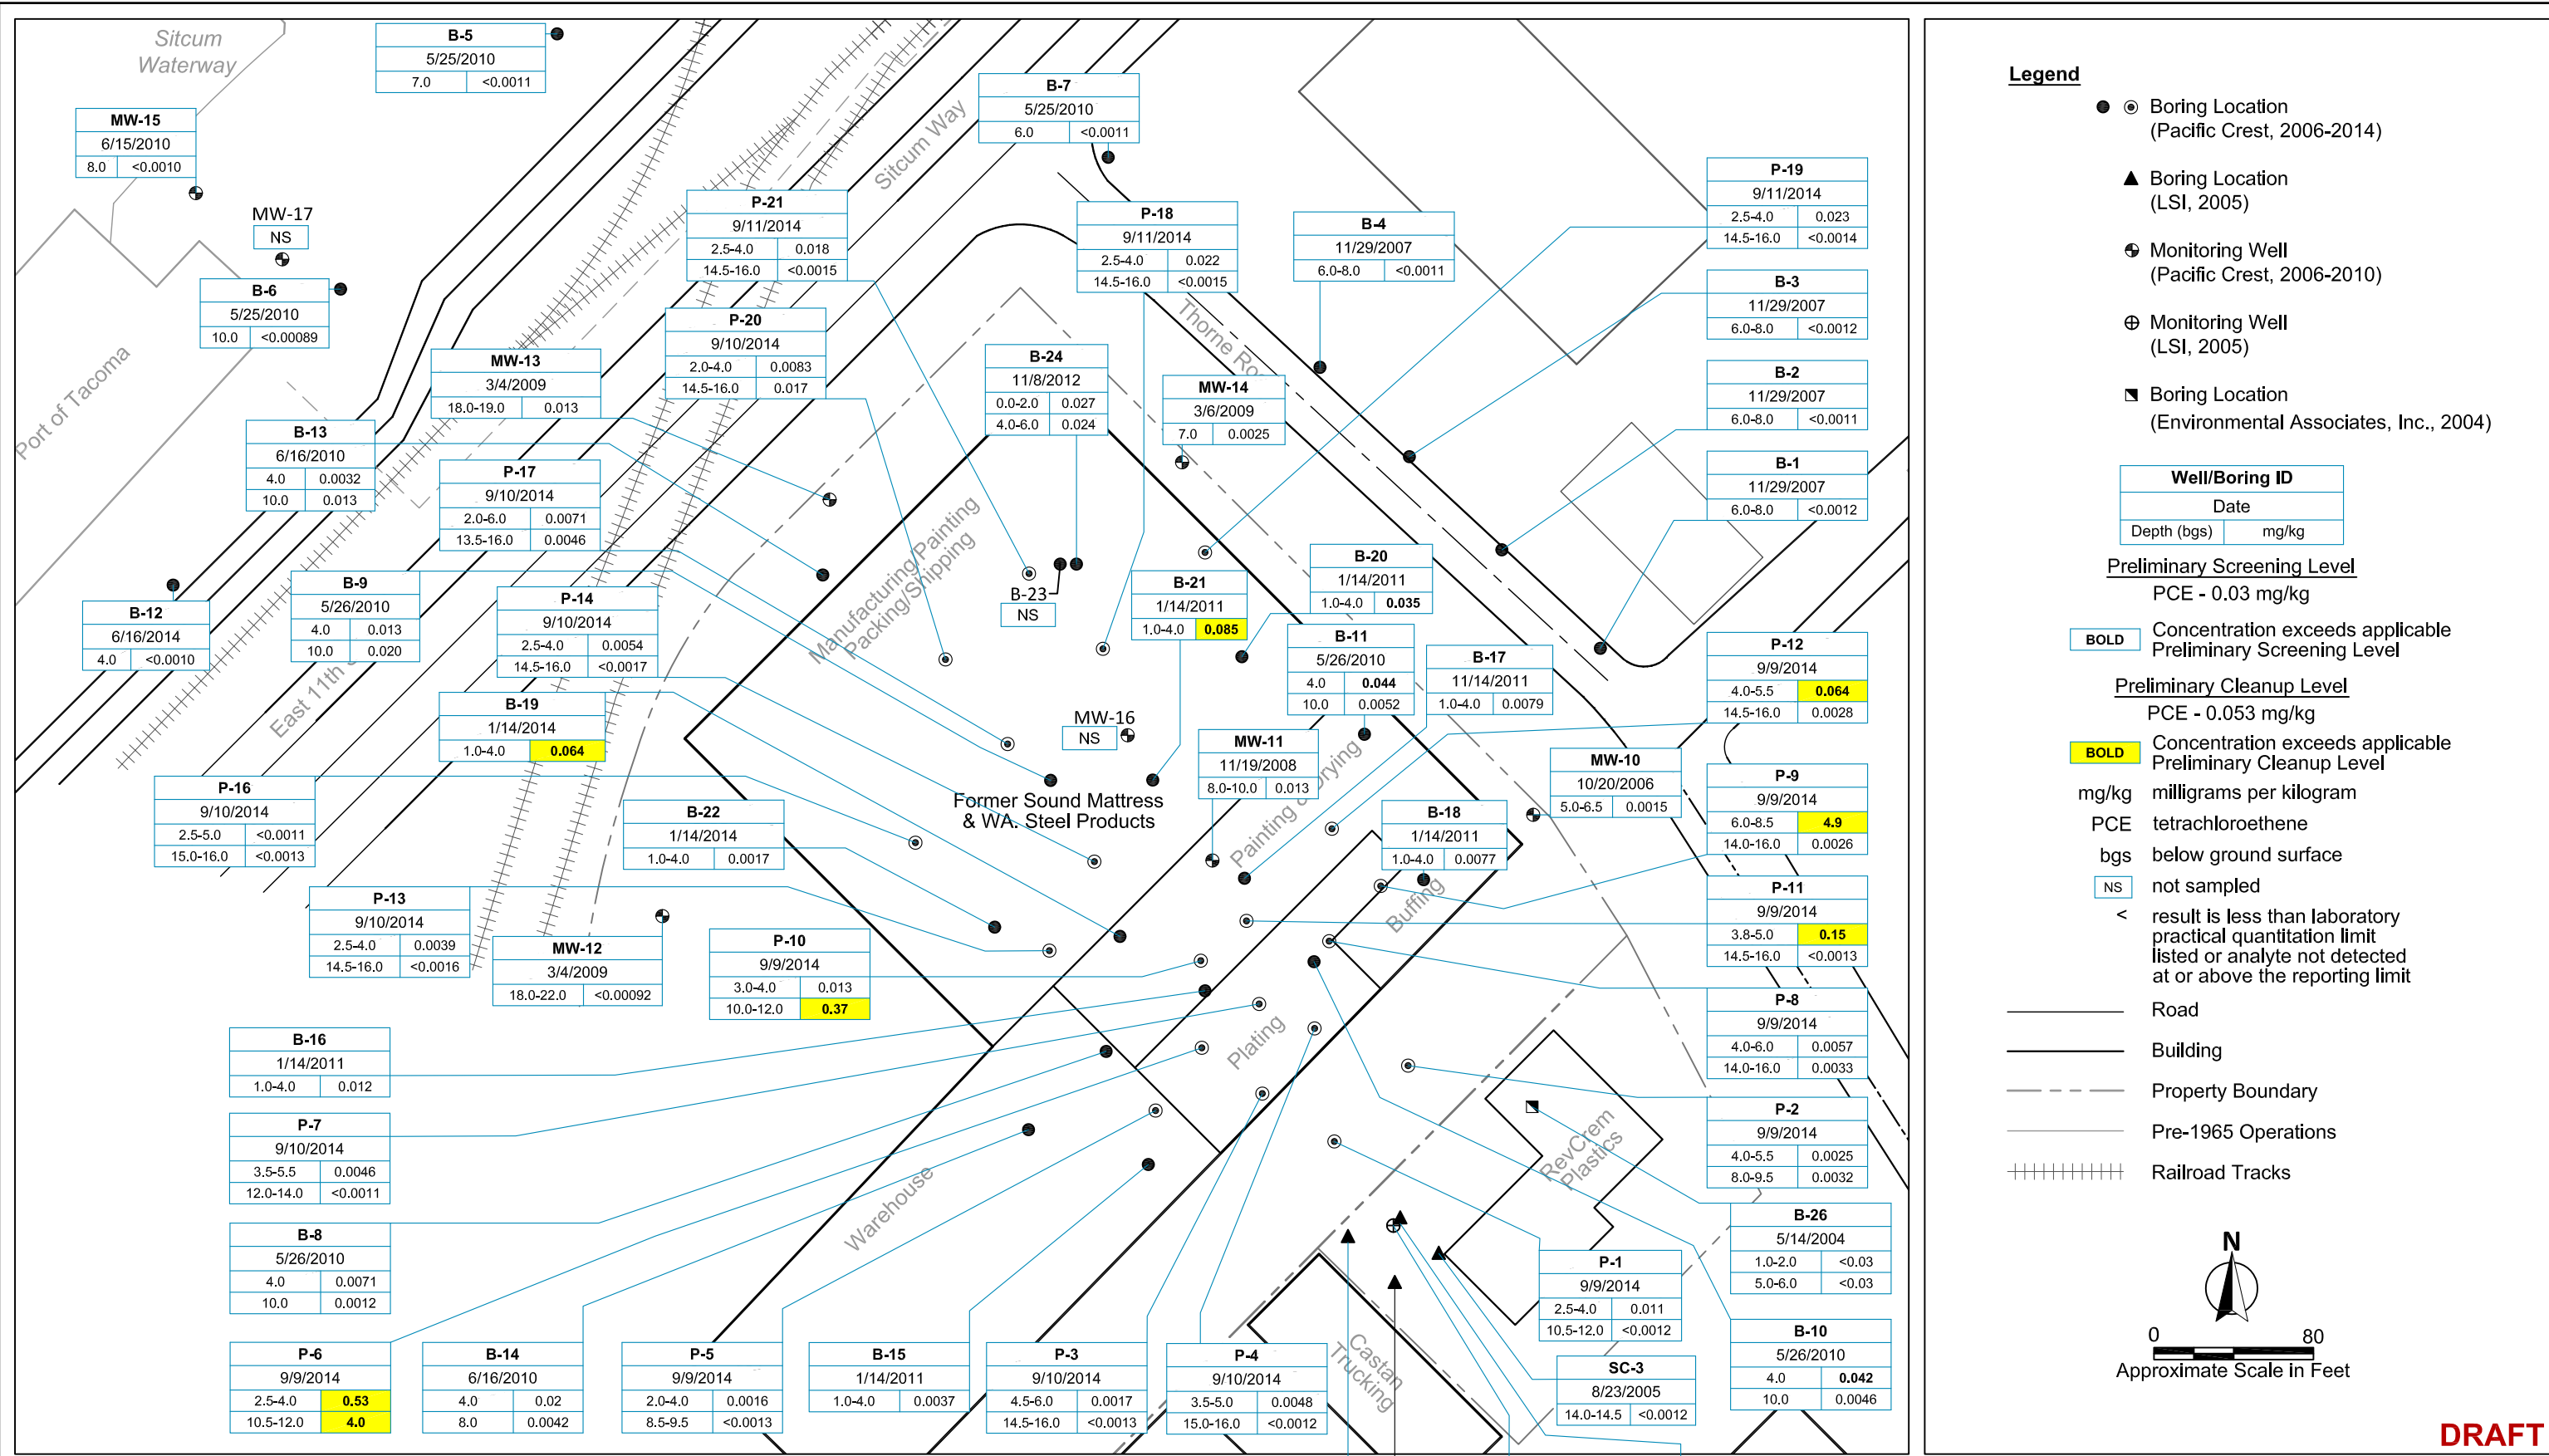 Sitcum
Waterway
B-5
5/25/2010
7.0 <0.0011
MW-15
6/15/2010
8.0 <0.0010
MW-17
NS
B-6
5/25/2010
10.0 <0.00089
Port of Tacoma
Sitcum Way
B-7
5/25/2010
6.0 <0.0011
P-21
9/11/2014
2.5-4.0 0.018
14.5-16.0 <0.0015
P-18
9/11/2014
2.5-4.0 0.022
14.5-16.0 <0.0015
B-4
11/29/2007
6.0-8.0 <0.0011
P-19
9/11/2014
2.5-4.0 0.023
14.5-16.0 <0.0014
B-3
11/29/2007
6.0-8.0 <0.0012
B-2
11/29/2007
6.0-8.0 <0.0011
B-1
11/29/2007
6.0-8.0 <0.0012
Thorne
P-20
9/10/2014
2.0-4.0 0.0083
14.5-16.0 0.017
MW-13
3/4/2009
18.0-19.0 0.013
B-24
11/8/2012
0.0-2.0 0.027
4.0-6.0 0.024
MW-14
3/6/2009
7.0 0.0025
B-13
6/16/2010
4.0 0.0032
10.0 0.013
P-17
9/10/2014
2.0-6.0 0.0071
13.5-16.0 0.0046
Manufacturing/Painting
Packing/Shipping
B-23
NS
B-12
6/16/2014
4.0 <0.0010
B-9
5/26/2010
4.0 0.013
10.0 0.020
P-14
9/10/2014
2.5-4.0 0.0054
14.5-16.0 <0.0017
B-21
1/14/2011
1.0-4.0 0.085
B-20
1/14/2011
1.0-4.0 0.035
B-11
5/26/2010
4.0 0.044
10.0 0.0052
B-17
11/14/2011
1.0-4.0 0.0079
P-12
9/9/2014
4.0-5.5 0.064
14.5-16.0 0.0028
East 11th
B-19
1/14/2014
1.0-4.0 0.064
MW-16
NS
MW-11
11/19/2008
8.0-10.0 0.013
Painting & Drying
MW-10
10/20/2006
5.0-6.5 0.0015
P-9
9/9/2014
6.0-8.5 4.9
14.0-16.0 0.0026
P-16
9/10/2014
2.5-5.0 <0.0011
15.0-16.0 <0.0013
B-22
1/14/2014
1.0-4.0 0.0017
Former Sound Mattress
& WA. Steel Products
B-18
1/14/2011
1.0-4.0 0.0077
Buffing
P-11
9/9/2014
3.8-5.0 0.15
14.5-16.0 <0.0013
P-13
9/10/2014
2.5-4.0 0.0039
14.5-16.0 <0.0016
MW-12
3/4/2009
18.0-22.0 <0.00092
P-10
9/9/2014
3.0-4.0 0.013
10.0-12.0 0.37
P-8
9/9/2014
4.0-6.0 0.0057
14.0-16.0 0.0033
Plating
B-16
1/14/2011
1.0-4.0 0.012
P-7
9/10/2014
3.5-5.5 0.0046
12.0-14.0 <0.0011
P-2
9/9/2014
4.0-5.5 0.0025
8.0-9.5 0.0032
RevCrem
Plastics
Warehouse
B-8
5/26/2010
4.0 0.0071
10.0 0.0012
B-26
5/14/2004
1.0-2.0 <0.03
5.0-6.0 <0.03
P-1
9/9/2014
2.5-4.0 0.011
10.5-12.0 <0.0012
P-6
9/9/2014
2.5-4.0 0.53
10.5-12.0 4.0
B-14
6/16/2010
4.0 0.02
8.0 0.0042
P-5
9/9/2014
2.0-4.0 0.0016
8.5-9.5 <0.0013
B-15
1/14/2011
1.0-4.0 0.0037
P-3
9/10/2014
4.5-6.0 0.0017
14.5-16.0 <0.0013
P-4
9/10/2014
3.5-5.0 0.0048
15.0-16.0 <0.0012
Castan
Trucking
SC-3
8/23/2005
14.0-14.5 <0.0012
B-10
5/26/2010
4.0 0.042
10.0 0.0046
Legend
Boring Location
(Pacific Crest, 2006-2014)
Boring Location
(LSI, 2005)
Monitoring Well
(Pacific Crest, 2006-2010)
Monitoring Well
(LSI, 2005)
Boring Location
(Environmental Associates, Inc., 2004)
Well/Boring ID
Date
Depth (bgs) mg/kg
Preliminary Screening Level
PCE - 0.03 mg/kg
BOLD Concentration exceeds applicable
Preliminary Screening Level
Preliminary Cleanup Level
PCE - 0.053 mg/kg
BOLD Concentration exceeds applicable
Preliminary Cleanup Level
mg/kg milligrams per kilogram
PCE tetrachloroethene
bgs below ground surface
NS not sampled
< result is less than laboratory
practical quantitation limit
listed or analyte not detected
at or above the reporting limit
Road
Building
Property Boundary
Pre-1965 Operations
Railroad Tracks
N
0 80
Approximate Scale in Feet
DRAFT